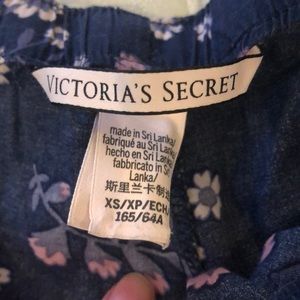 VICTORIA'S SECRET
made in Sri Lanka/
fabriqué au Sri Lanka/
hecho en Sri Lanka/
fabbricato in Sri
Lanka/
斯里兰卡制造
XS/XP/ECH
165/64A